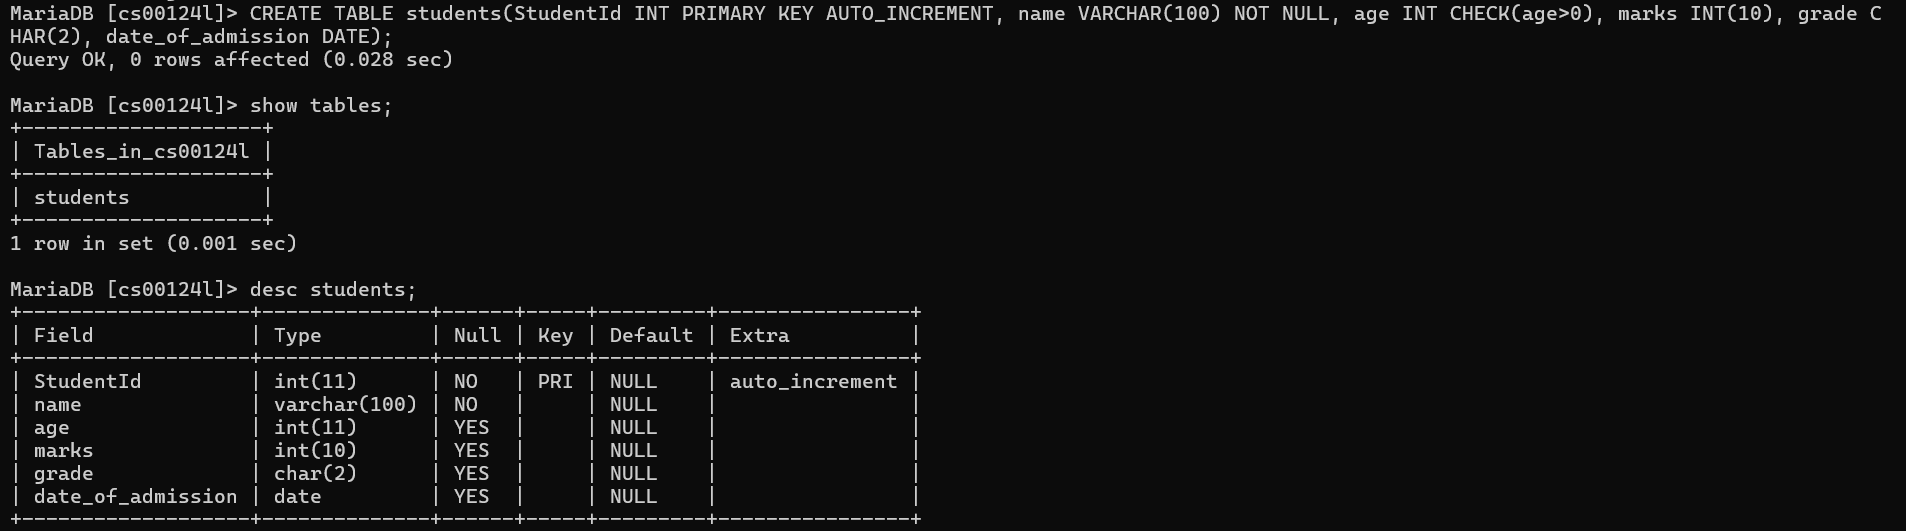 MariaDB [cs00124l]> CREATE TABLE students(StudentId INT PRIMARY KEY AUTO_INCREMENT, name VARCHAR(100) NOT NULL, age INT CHECK(age>0), marks INT(10), grade C
HAR(2), date_of_admission DATE);
Query OK, 0 rows affected (0.028 sec)

MariaDB [cs00124l]> show tables;
+--------------------+
| Tables_in_cs00124l |
+--------------------+
| students           |
+--------------------+
1 row in set (0.001 sec)

MariaDB [cs00124l]> desc students;
+-------------------+--------------+------+-----+---------+----------------+
| Field             | Type         | Null | Key | Default | Extra          |
+-------------------+--------------+------+-----+---------+----------------+
| StudentId         | int(11)      | NO   | PRI | NULL    | auto_increment |
| name              | varchar(100) | NO   |     | NULL    |                |
| age               | int(11)      | YES  |     | NULL    |                |
| marks             | int(10)      | YES  |     | NULL    |                |
| grade             | char(2)      | YES  |     | NULL    |                |
| date_of_admission | date         | YES  |     | NULL    |                |
+-------------------+--------------+------+-----+---------+----------------+